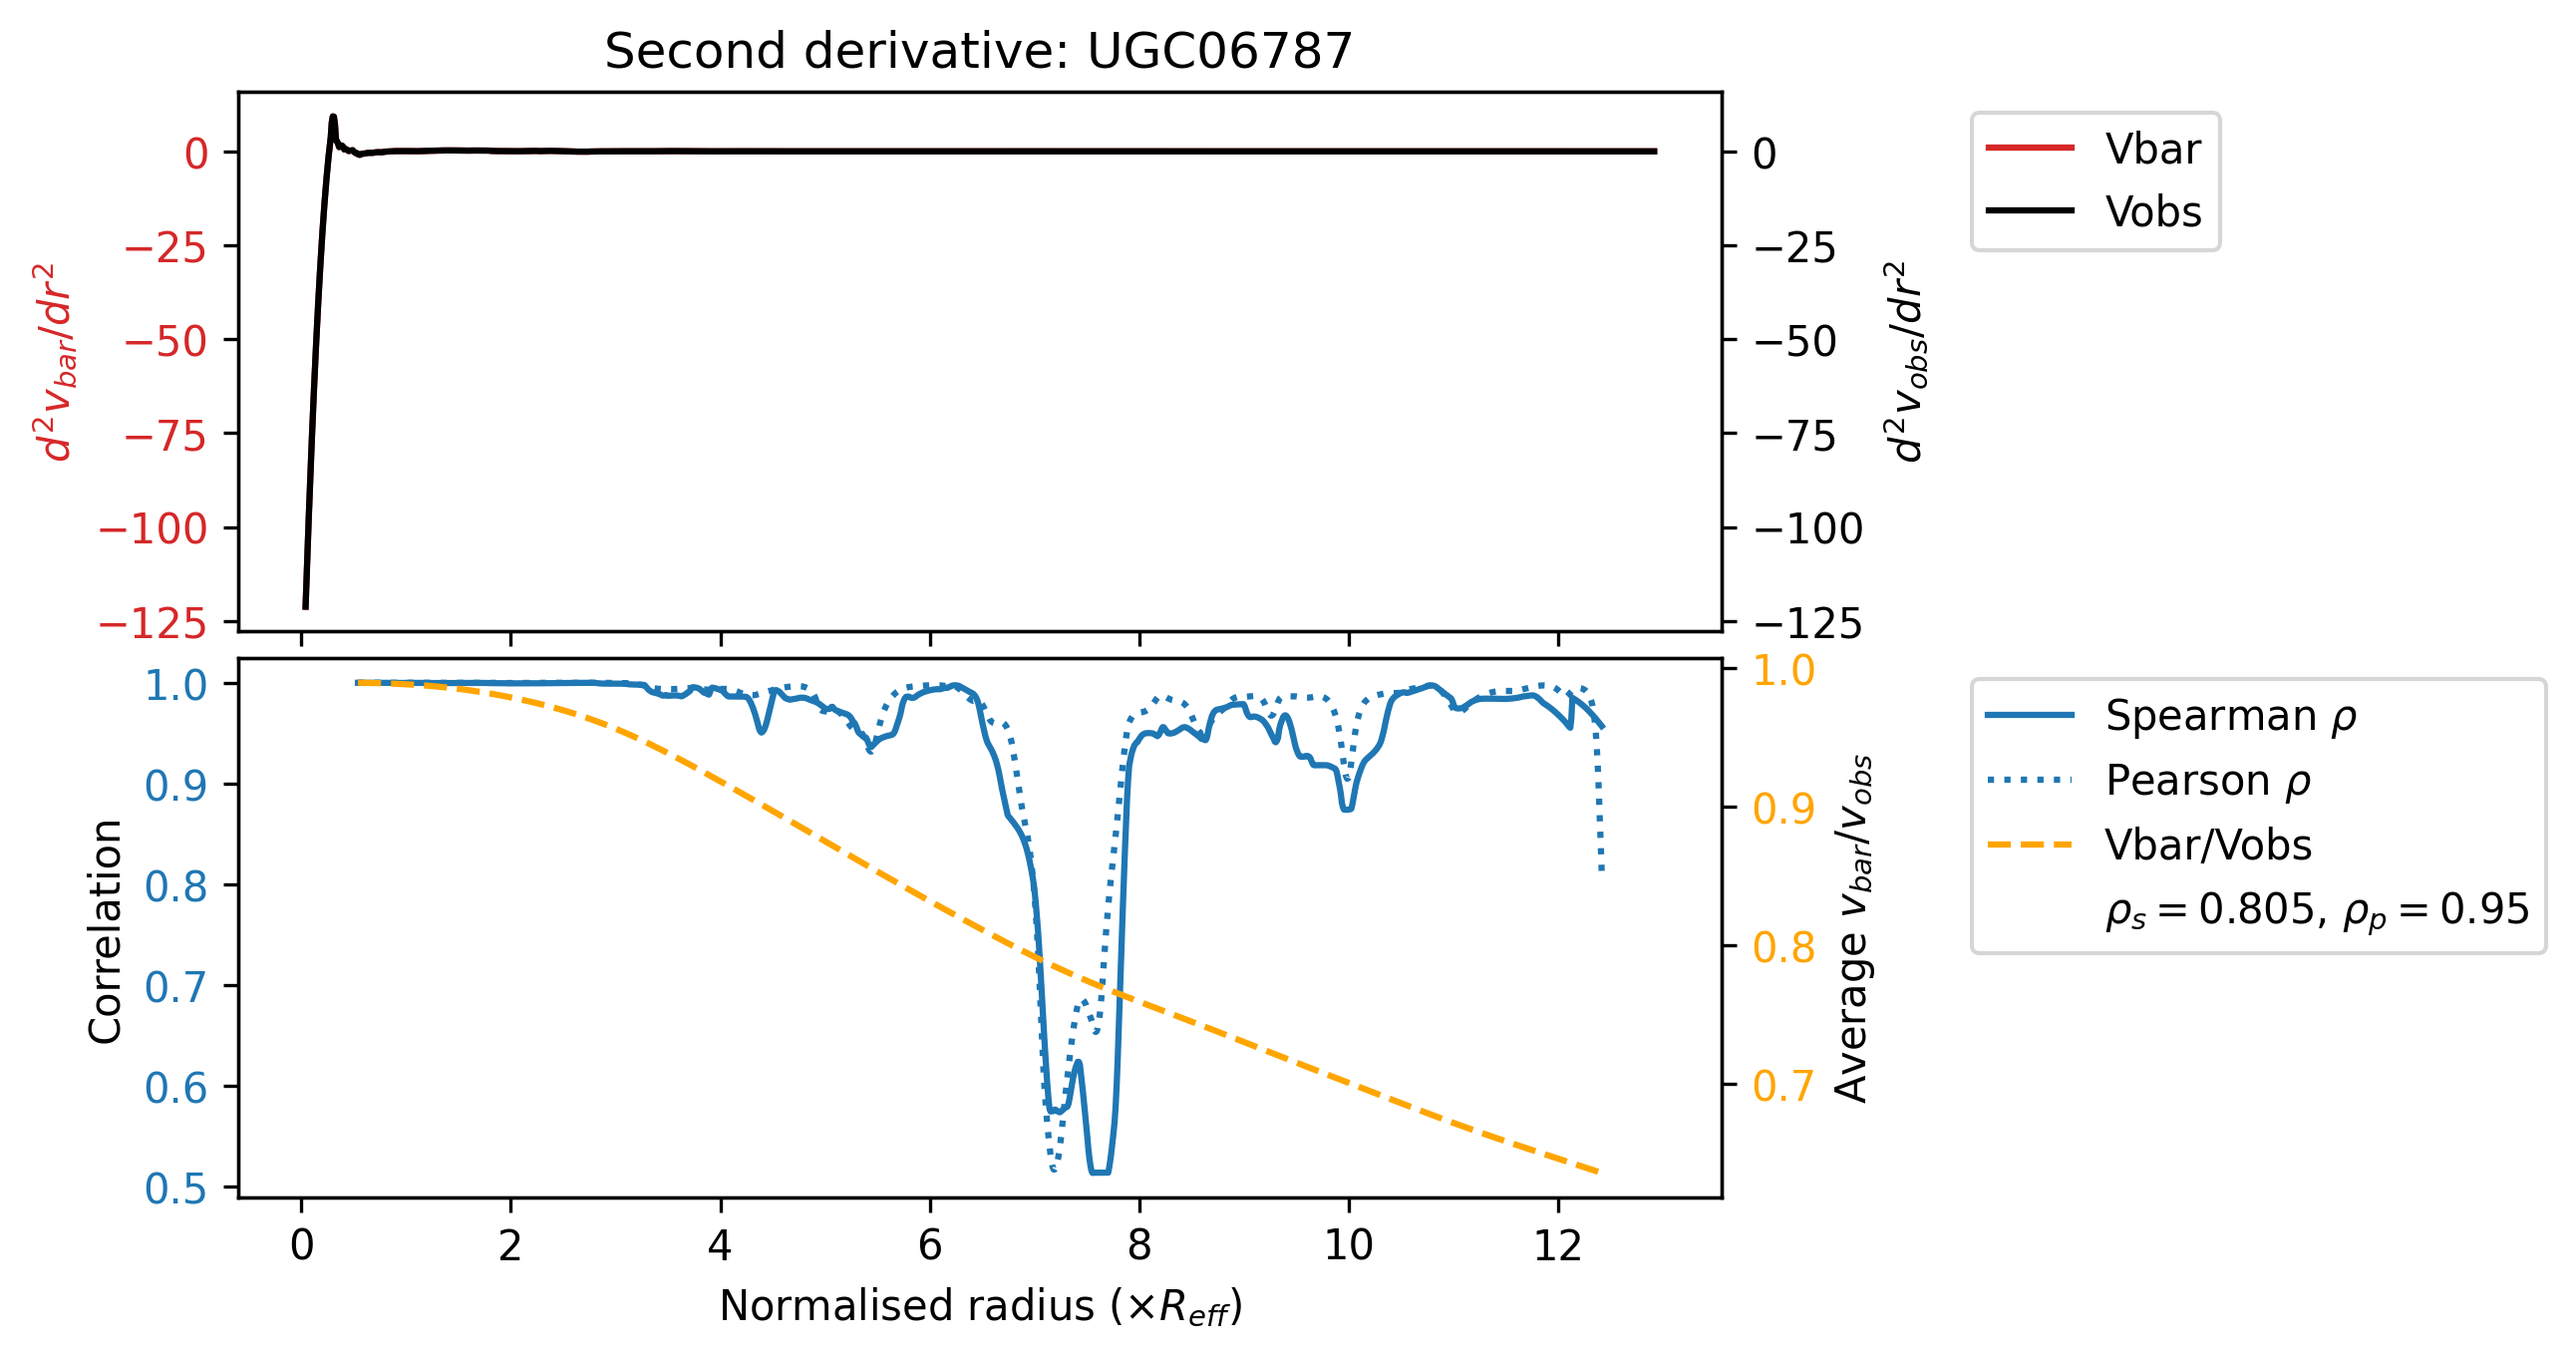 Second derivative: UGC06787
d²v_bar/dr²
0
−25
−50
−75
−100
−125
0
−25
−50
−75
−100
−125
d²v_obs/dr²
Vbar
Vobs
Correlation
1.0
0.9
0.8
0.7
0.6
0.5
1.0
0.9
0.8
0.7
Average v_bar/v_obs
Spearman ρ
Pearson ρ
Vbar/Vobs
ρ_s = 0.805, ρ_p = 0.95
0 2 4 6 8 10 12
Normalised radius (×R_eff)